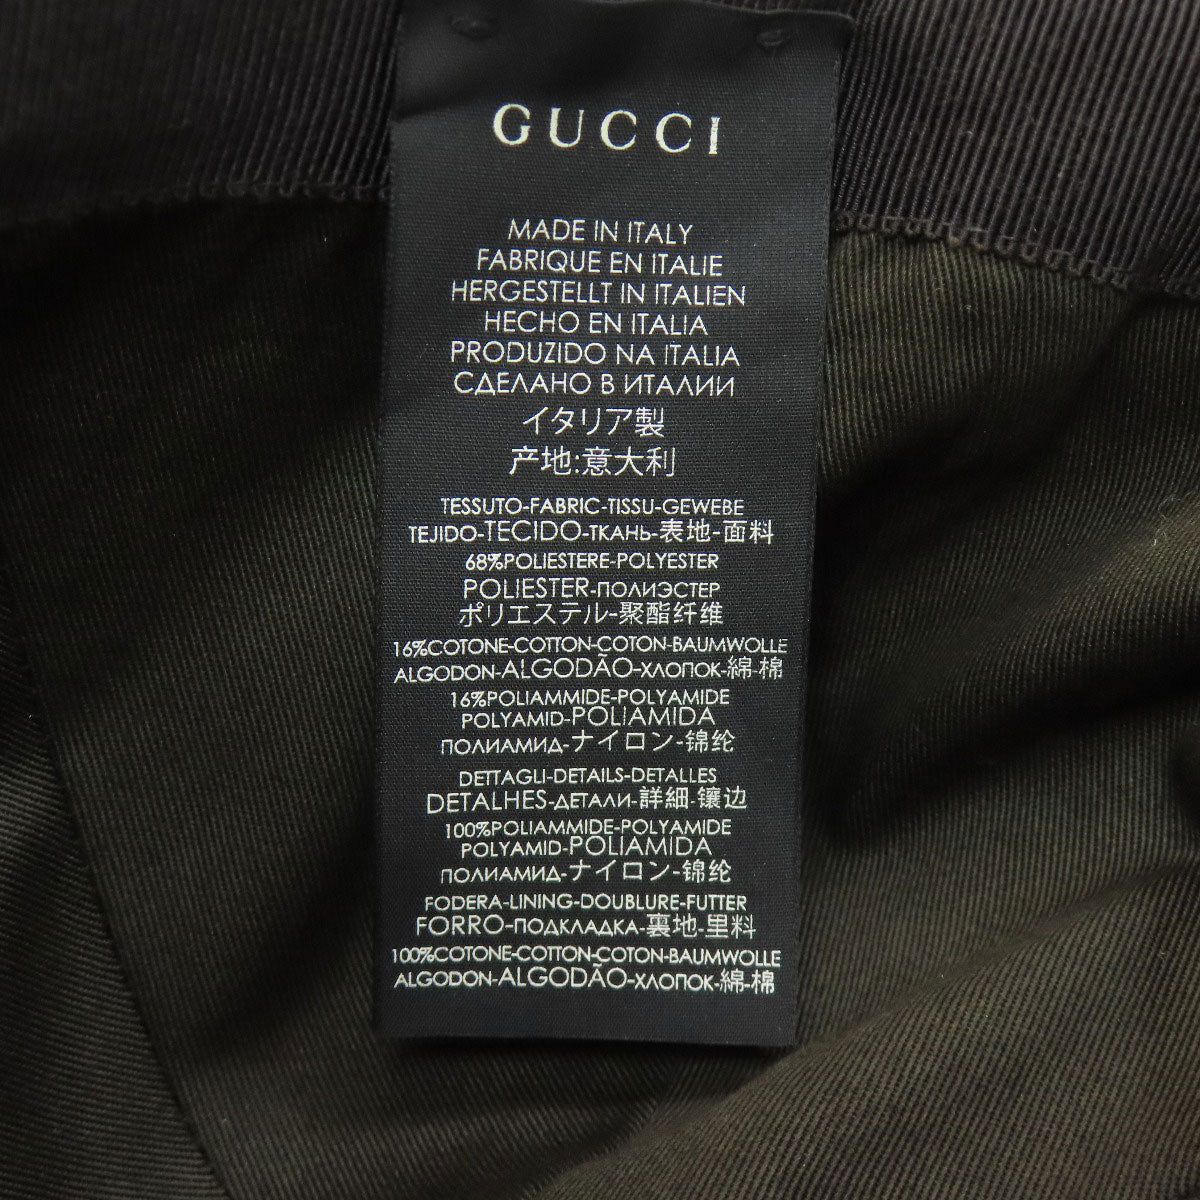 GUCCI
MADE IN ITALY
FABRIQUE EN ITALIE
HERGESTELLT IN ITALIEN
HECHO EN ITALIA
PRODUZIDO NA ITALIA
СДЕЛАНО В ИТАЛИИ
イタリア製
产地:意大利
TESSUTO-FABRIC-TISSU-GEWEBE
TEJIDO-TECIDO-ТКАНЬ-表地-面料
68%POLIESTERE-POLYESTER
POLIESTER-ПОЛИЭСТЕР
ポリエステル-聚酯纤维
16%COTONE-COTTON-COTON-BAUMWOLLE
ALGODON-ALGODÃO-ХЛОПОК-綿-棉
16%POLIAMMIDE-POLYAMIDE
POLYAMID-POLIAMIDA
ПОЛИАМИД-ナイロン-锦纶
DETTAGLI-DETAILS-DETALLES
DETALHES-ДЕТАЛИ-詳細-镶边
100%POLIAMMIDE-POLYAMIDE
POLYAMID-POLIAMIDA
ПОЛИАМИД-ナイロン-锦纶
FODERA-LINING-DOUBLURE-FUTTER
FORRO-ПОДКЛАДКА-裏地-里料
100%COTONE-COTTON-COTON-BAUMWOLLE
ALGODON-ALGODÃO-ХЛОПОК-綿-棉